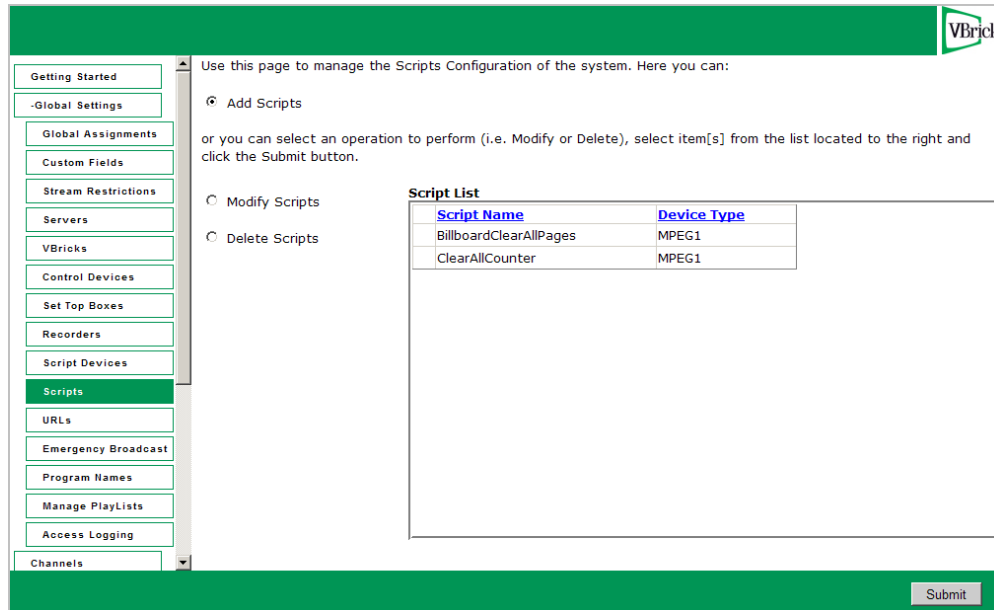 VBrick
Getting Started
-Global Settings
Global Assignments
Custom Fields
Stream Restrictions
Servers
VBricks
Control Devices
Set Top Boxes
Recorders
Script Devices
Scripts
URLs
Emergency Broadcast
Program Names
Manage PlayLists
Access Logging
Channels
Use this page to manage the Scripts Configuration of the system. Here you can:
Add Scripts
or you can select an operation to perform (i.e. Modify or Delete), select item[s] from the list located to the right and
click the Submit button.
Modify Scripts
Delete Scripts
Script List
Script Name Device Type
BillboardClearAllPages MPEG1
ClearAllCounter MPEG1
Submit